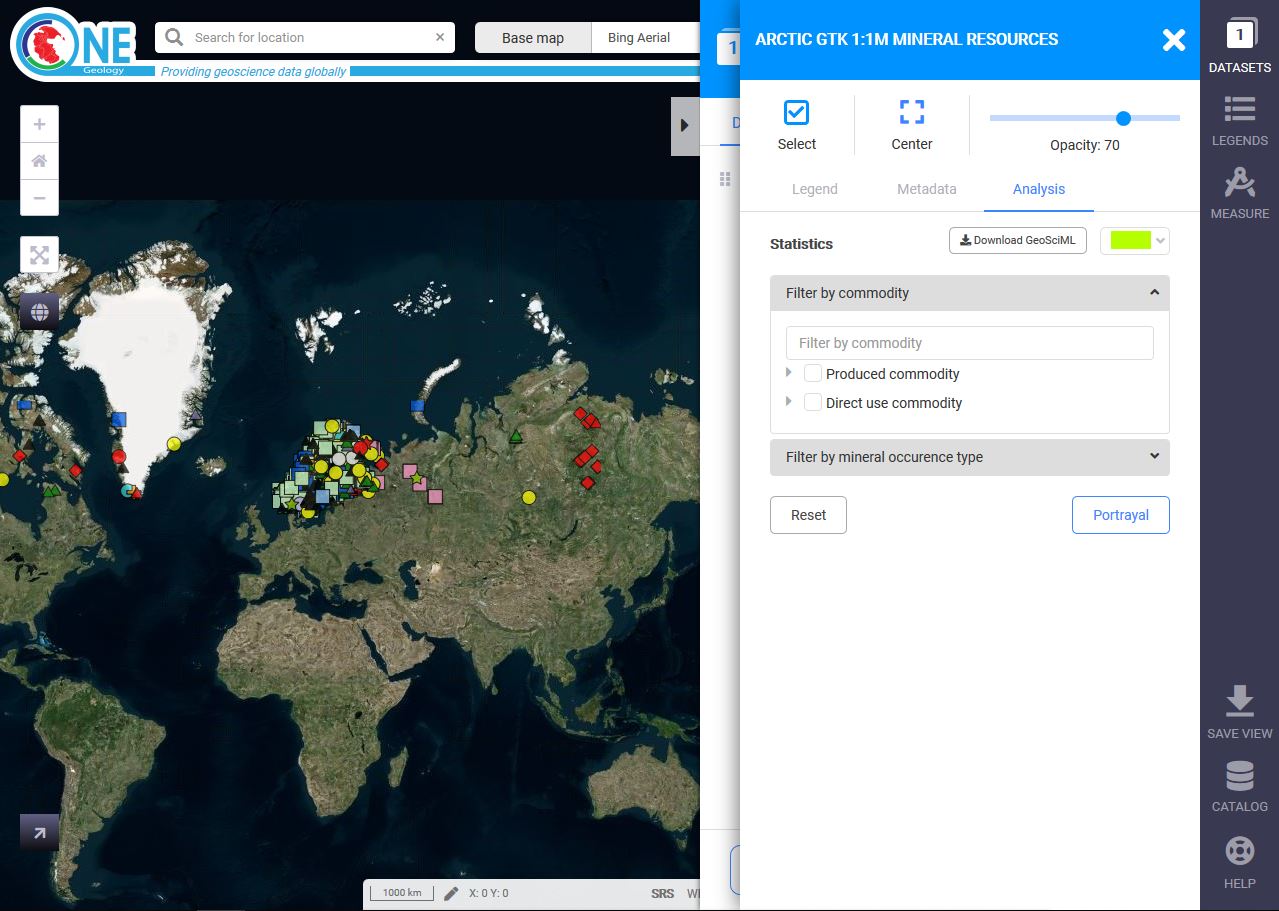 ONE
Geology
Providing geoscience data globally
Search for location
Base map
Bing Aerial
1
D
ARCTIC GTK 1:1M MINERAL RESOURCES
Select
Center
Opacity: 70
Legend
Metadata
Analysis
Statistics
Download GeoSciML
Filter by commodity
Filter by commodity
Produced commodity
Direct use commodity
Filter by mineral occurence type
Reset
Portrayal
1
DATASETS
LEGENDS
MEASURE
SAVE VIEW
CATALOG
HELP
1000 km
X: 0 Y: 0
SRS